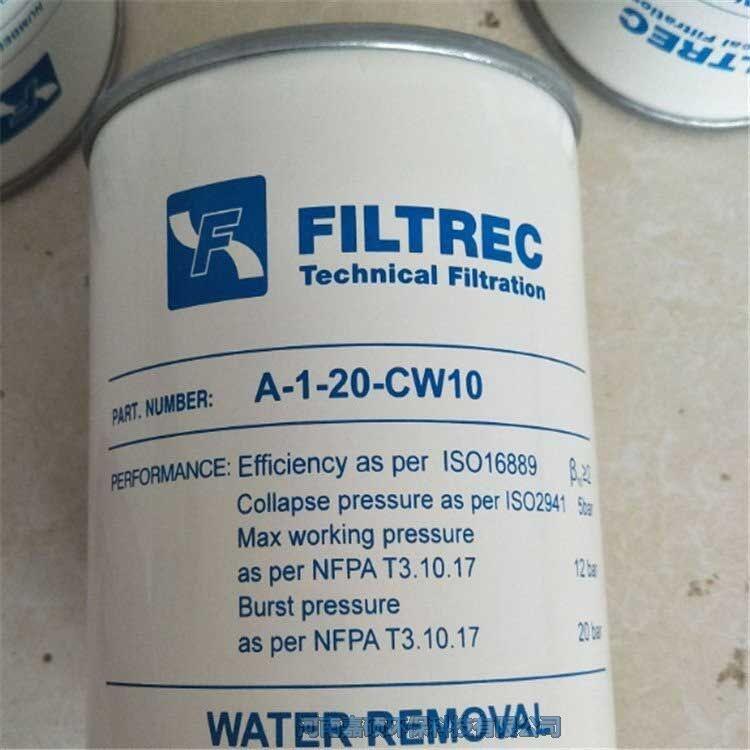 FILTREC
Technical Filtration
PART. NUMBER: A-1-20-CW10
PERFORMANCE: Efficiency as per ISO16889
Collapse pressure as per ISO2941 5bar
Max working pressure
as per NFPA T3.10.17 12 bar
Burst pressure
as per NFPA T3.10.17 20 bar
WATER REMOVAL